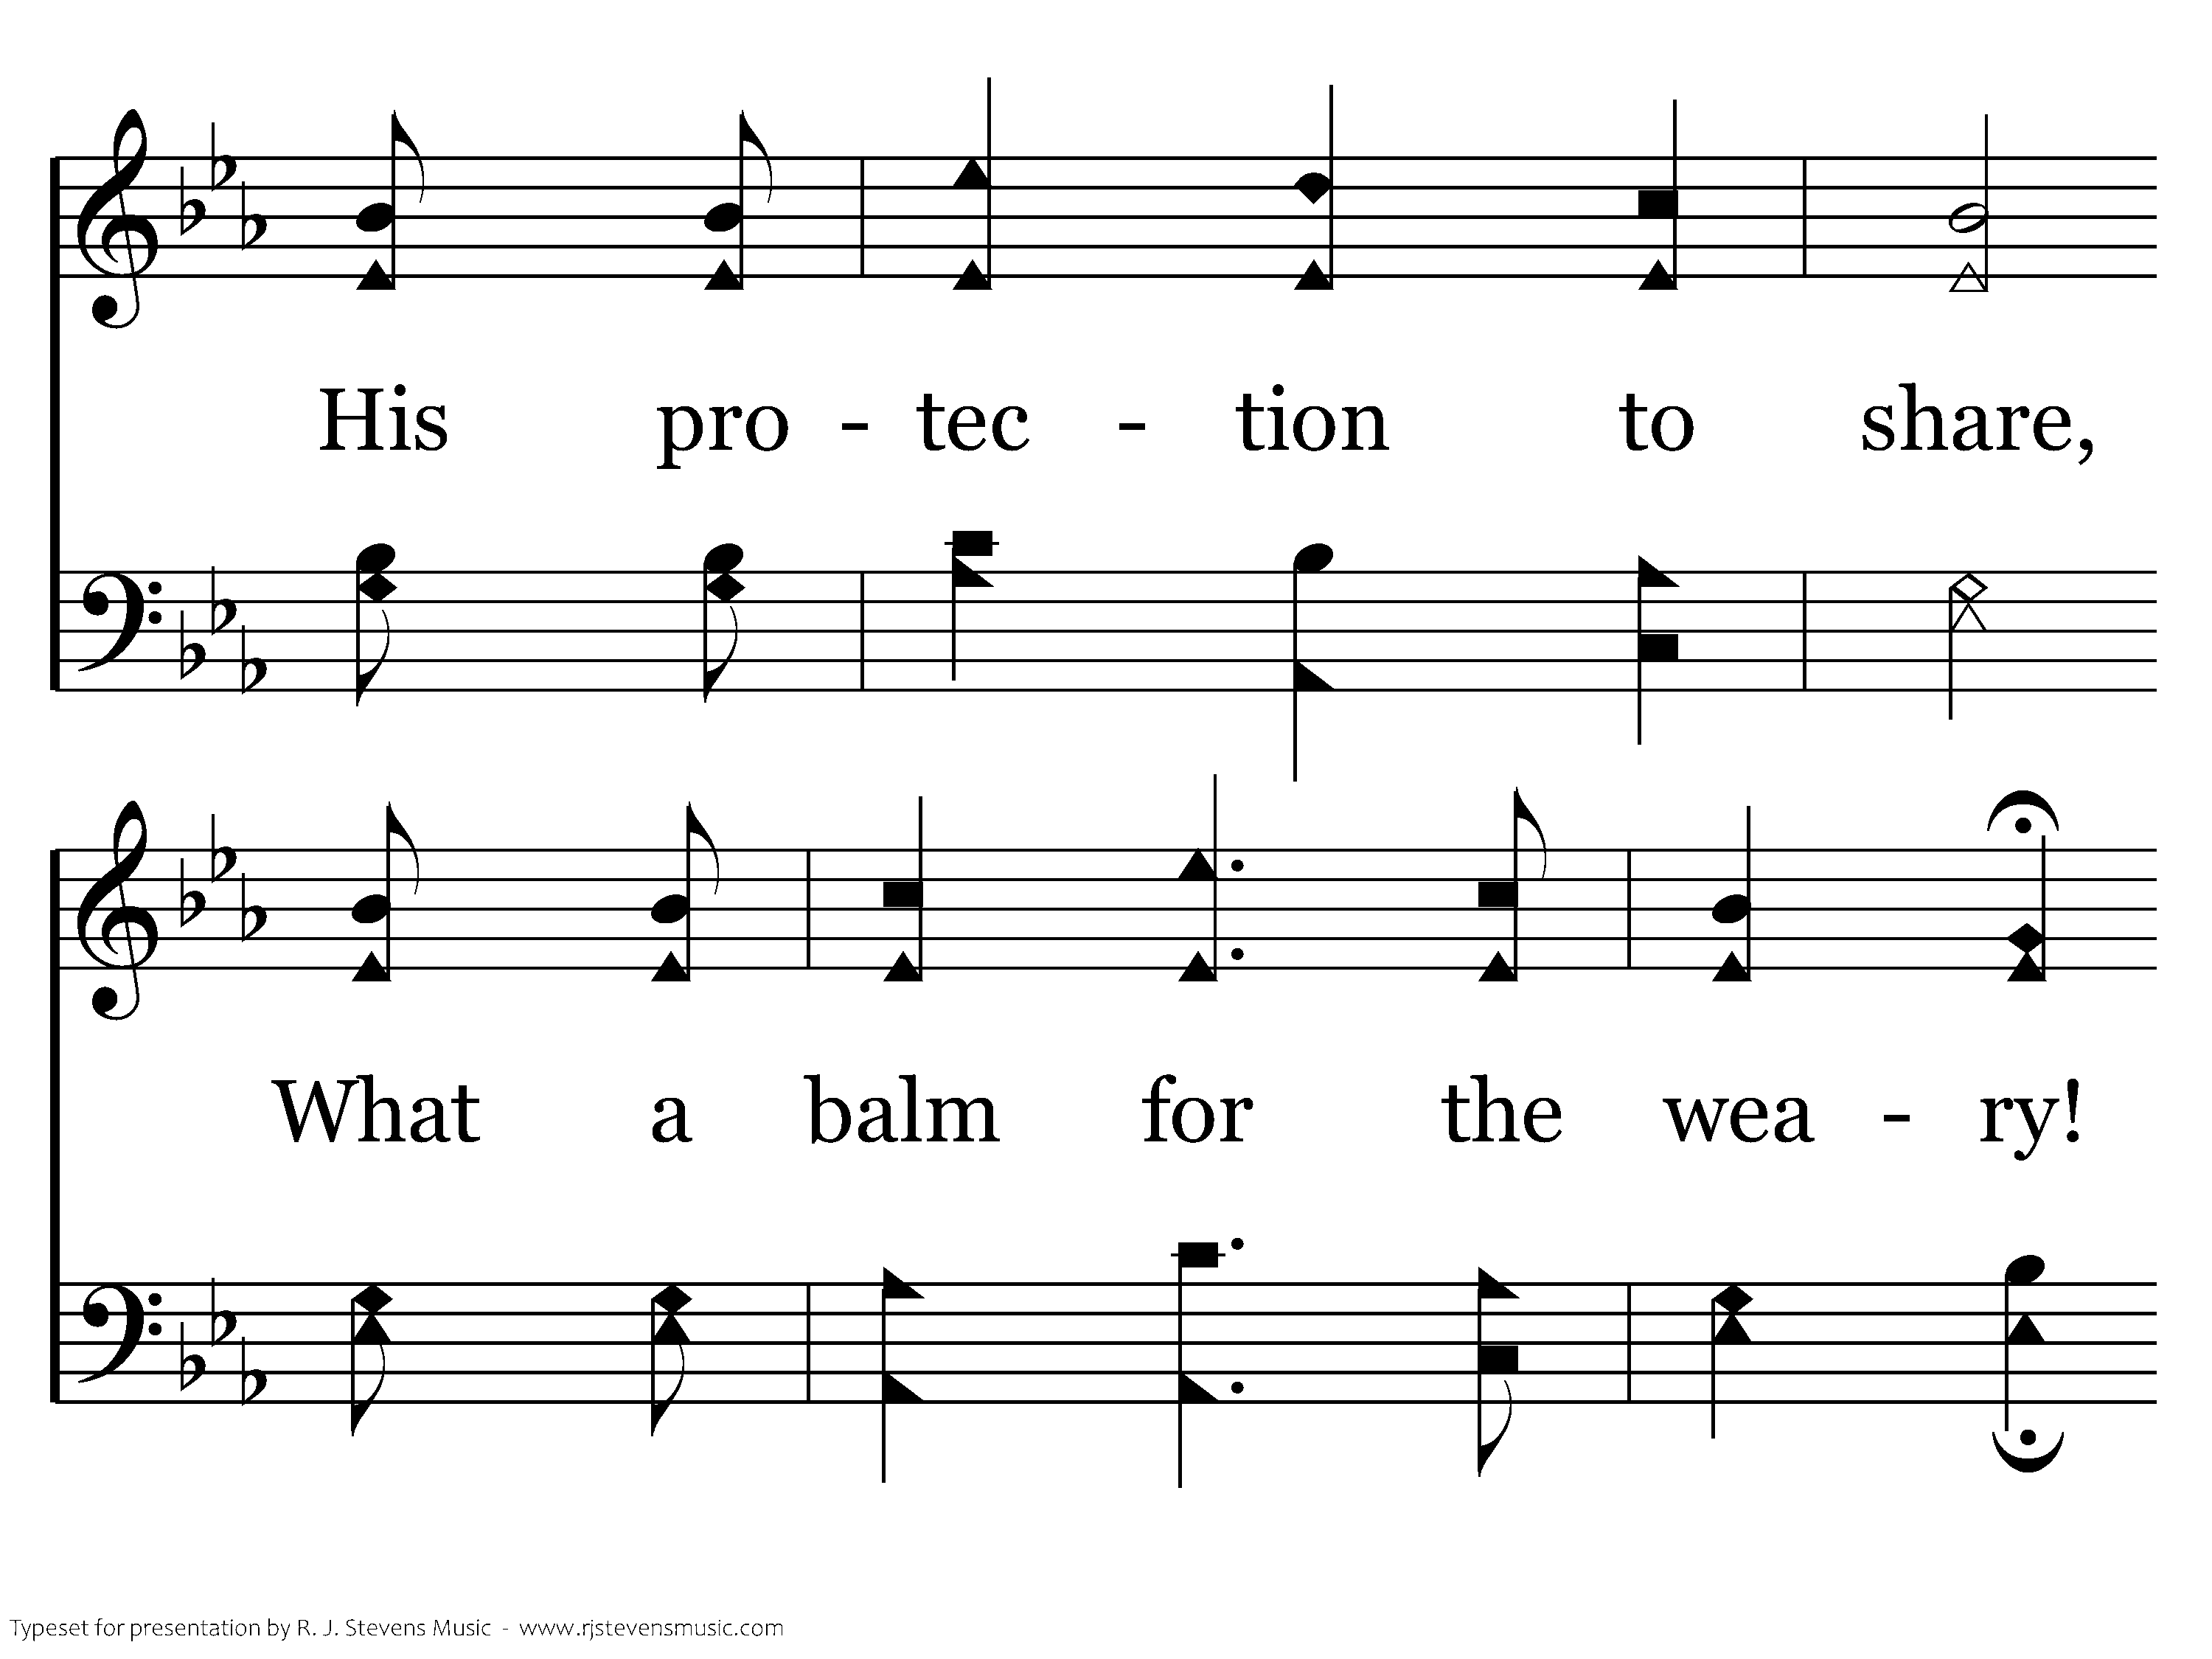 His pro - tec - tion to share,
What a balm for the wea - ry!
Typeset for presentation by R. J. Stevens Music - www.rjstevensmusic.com